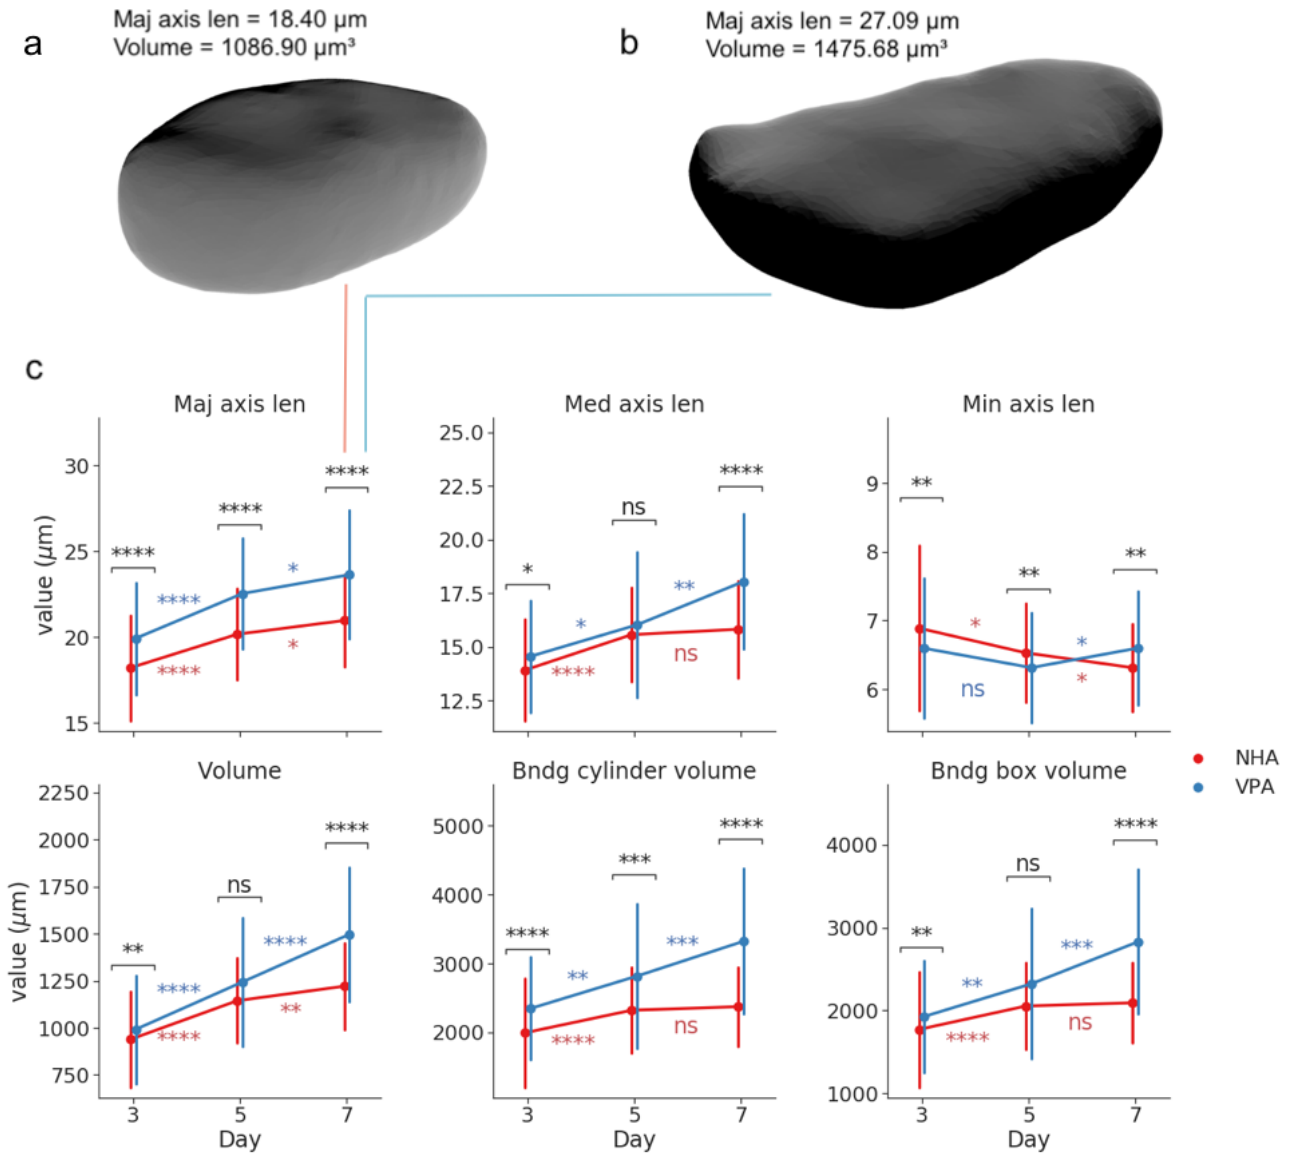 a
Maj axis len = 18.40 µm
Volume = 1086.90 µm³
b
Maj axis len = 27.09 µm
Volume = 1475.68 µm³
c
Maj axis len
value (µm)
30
25
20
15
****
****
****
****
*
****
*
Med axis len
25.0
22.5
20.0
17.5
15.0
12.5
*
ns
****
*
**
****
ns
Min axis len
9
8
7
6
**
**
**
*
*
ns
*
Volume
value (µm)
2250
2000
1750
1500
1250
1000
750
**
ns
****
****
****
****
**
3
5
7
Day
Bndg cylinder volume
5000
4000
3000
2000
****
***
****
**
***
****
ns
3
5
7
Day
Bndg box volume
4000
3000
2000
1000
**
ns
****
**
***
****
ns
3
5
7
Day
NHA
VPA